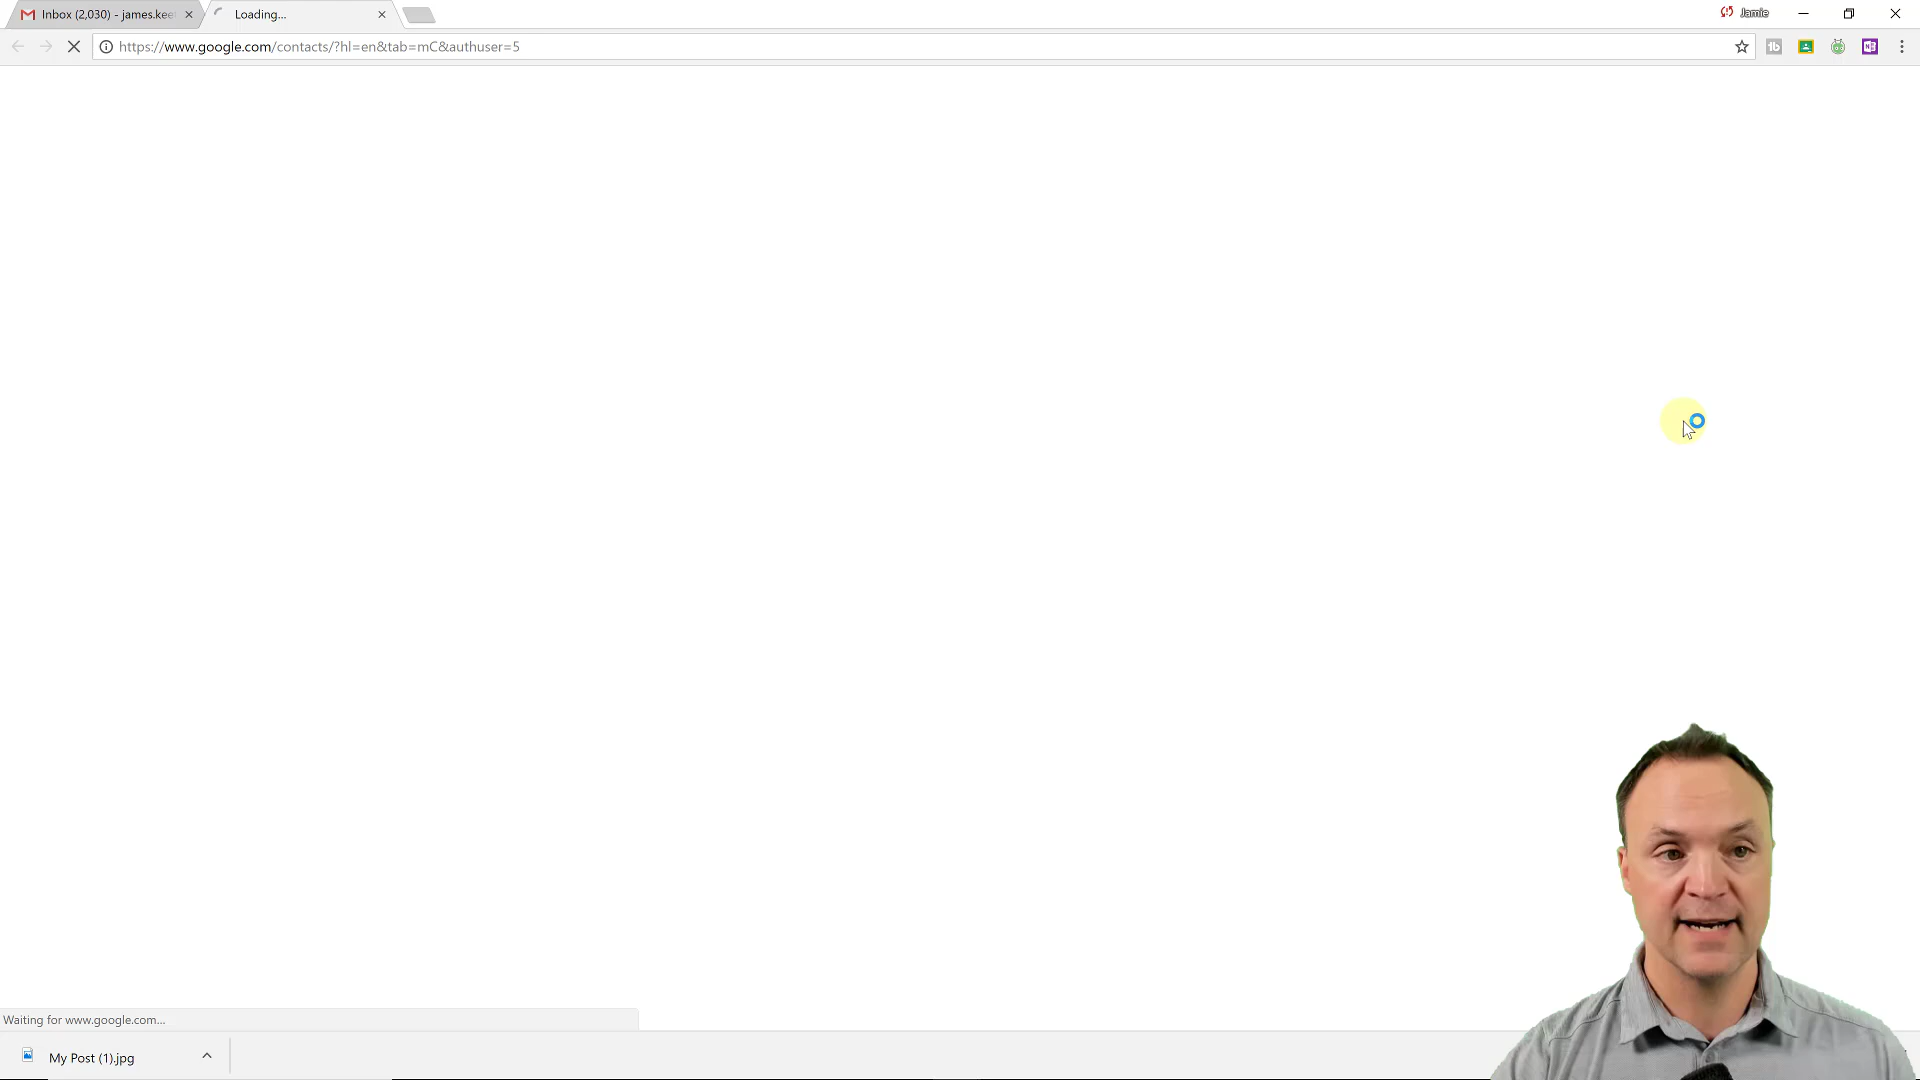 Inbox (2,030) - james.kee
Loading...
Jamie
https://www.google.com/contacts/?hl=en&tab=mC&authuser=5
Waiting for www.google.com...
My Post (1).jpg